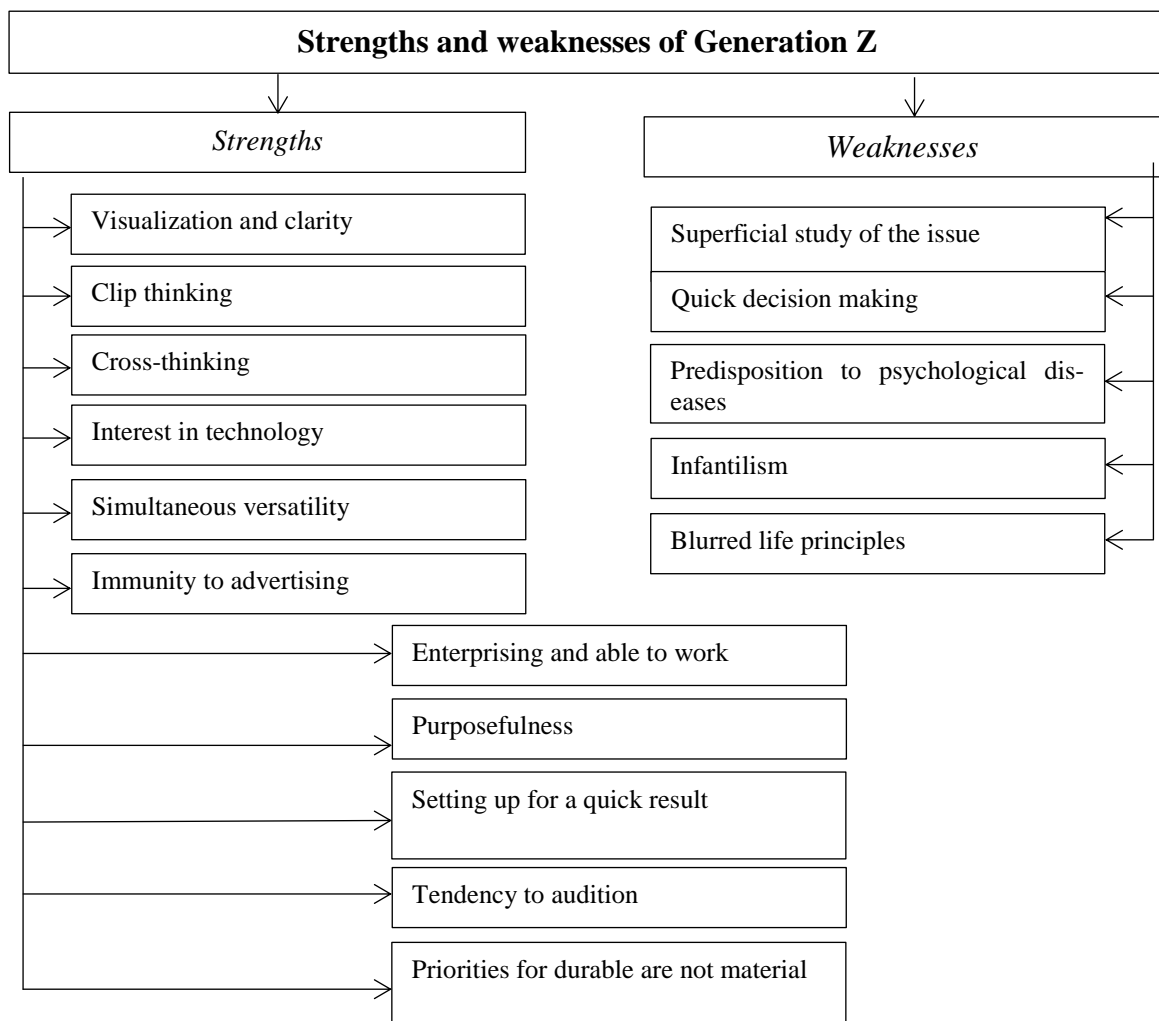 Strengths and weaknesses of Generation Z
Strengths
Visualization and clarity
Clip thinking
Cross-thinking
Interest in technology
Simultaneous versatility
Immunity to advertising
Enterprising and able to work
Purposefulness
Setting up for a quick result
Tendency to audition
Priorities for durable are not material
Weaknesses
Superficial study of the issue
Quick decision making
Predisposition to psychological dis-
eases
Infantilism
Blurred life principles